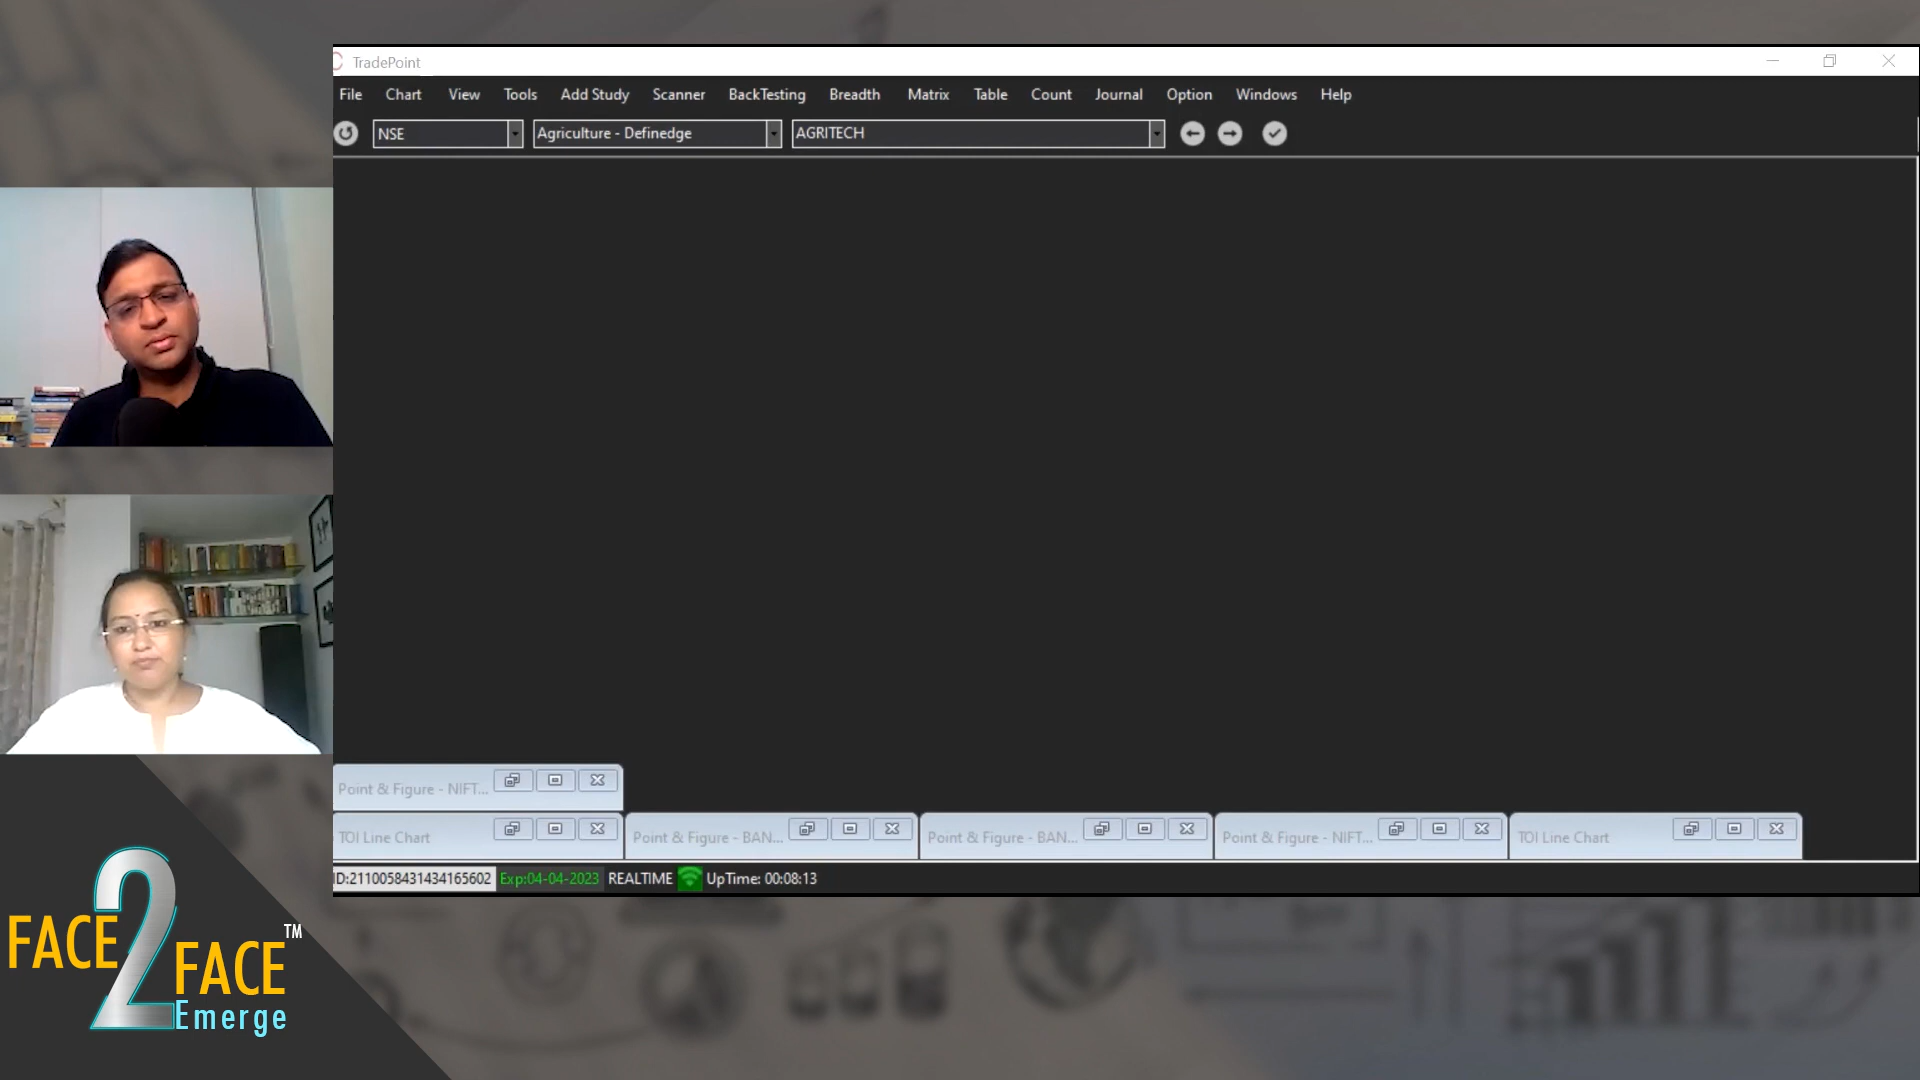 TradePoint
File Chart View Tools Add Study Scanner BackTesting Breadth Matrix Table Count Journal Option Windows Help
NSE Agriculture - Definedge AGRITECH
Point & Figure - NIFT...
TOI Line Chart Point & Figure - BAN... Point & Figure - BAN... Point & Figure - NIFT... TOI Line Chart
ID:2110058431434165602 Exp:04-04-2023 REALTIME UpTime: 00:08:13
FACE 2 FACE™
Emerge